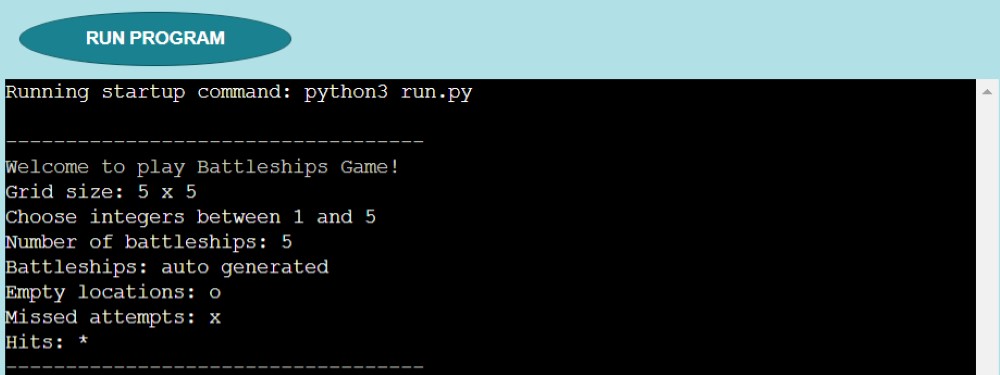 RUN PROGRAM
Running startup command: python3 run.py
-----------------------------------
Welcome to play Battleships Game!
Grid size: 5 x 5
Choose integers between 1 and 5
Number of battleships: 5
Battleships: auto generated
Empty locations: o
Missed attempts: x
Hits: *
-----------------------------------